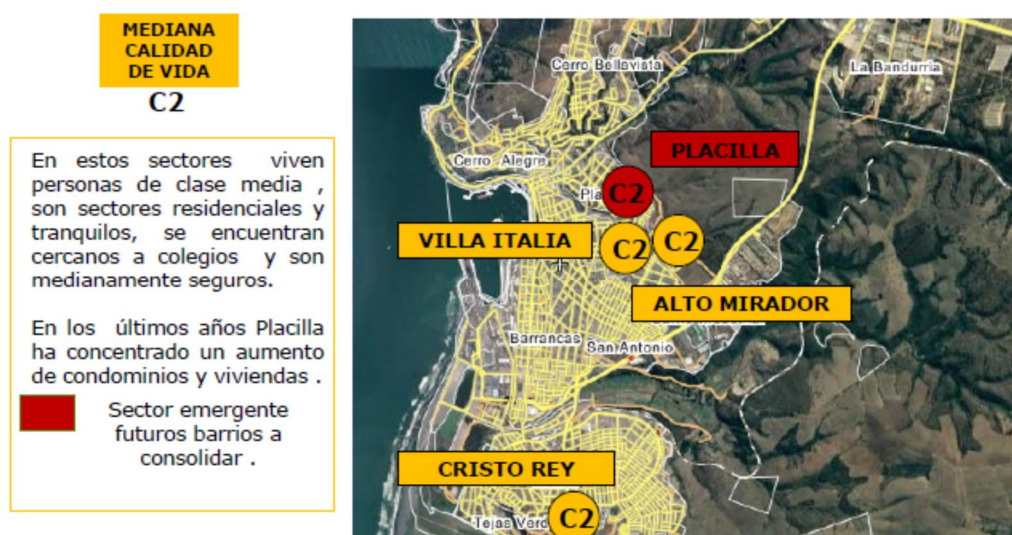 MEDIANA
CALIDAD
DE VIDA
C2
En estos sectores viven
personas de clase media ,
son sectores residenciales y
tranquilos, se encuentran
cercanos a colegios y son
medianamente seguros.
En los últimos años Placilla
ha concentrado un aumento
de condominios y viviendas .
Sector emergente
futuros barrios a
consolidar .
Cerro Bellavista
La Bandurria
Cerro Alegre
PLACILLA
C2
VILLA ITALIA
C2
C2
ALTO MIRADOR
Barrancas
San Antonio
CRISTO REY
C2